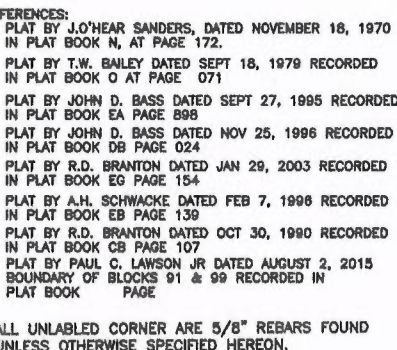 FERENCES:
PLAT BY J.O'HEAR SANDERS, DATED NOVEMBER 18, 1970
IN PLAT BOOK N, AT PAGE 172.
PLAT BY T.W. BAILEY DATED SEPT 18, 1979 RECORDED
IN PLAT BOOK O AT PAGE 071
PLAT BY JOHN D. BASS DATED SEPT 27, 1995 RECORDED
IN PLAT BOOK EA PAGE 898
PLAT BY JOHN D. BASS DATED NOV 25, 1996 RECORDED
IN PLAT BOOK DB PAGE 024
PLAT BY R.D. BRANTON DATED JAN 29, 2003 RECORDED
IN PLAT BOOK EG PAGE 154
PLAT BY A.H. SCHWACKE DATED FEB 7, 1998 RECORDED
IN PLAT BOOK EB PAGE 139
PLAT BY R.D. BRANTON DATED OCT 30, 1990 RECORDED
IN PLAT BOOK CB PAGE 107
PLAT BY PAUL C. LAWSON JR DATED AUGUST 2, 2015
BOUNDARY OF BLOCKS 91 & 99 RECORDED IN
PLAT BOOK PAGE
ALL UNLABLED CORNER ARE 5/8" REBARS FOUND
UNLESS OTHERWISE SPECIFIED HEREON.